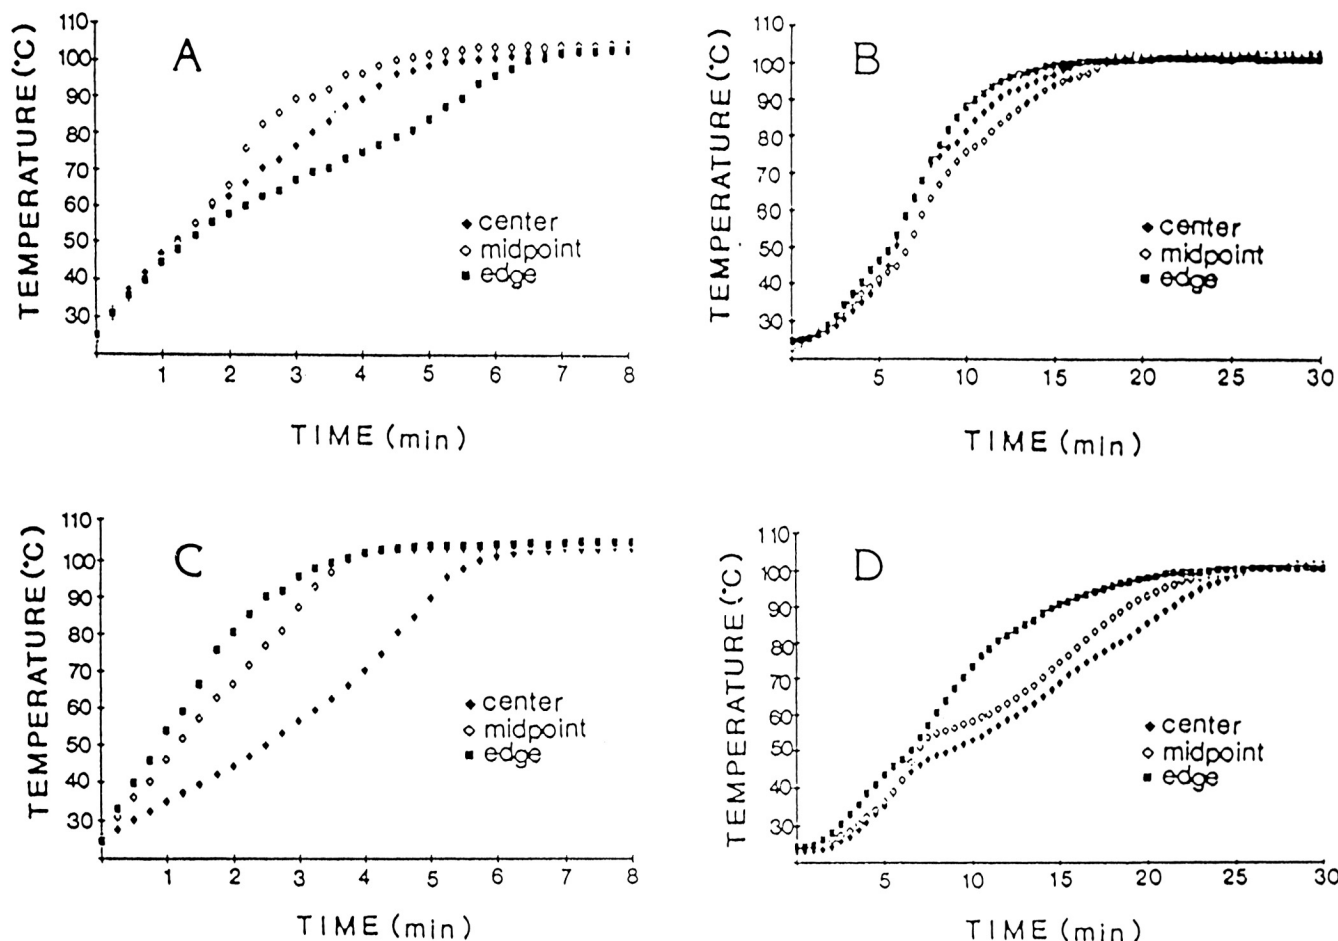 A
TEMPERATURE (°C)
110
100
90
80
70
60
50
40
30
center
midpoint
edge
1 2 3 4 5 6 7 8
TIME (min)
B
TEMPERATURE (°C)
110
100
90
80
70
60
50
40
30
center
midpoint
edge
5 10 15 20 25 30
TIME (min)
C
TEMPERATURE (°C)
110
100
90
80
70
60
50
40
30
center
midpoint
edge
1 2 3 4 5 6 7 8
TIME (min)
D
TEMPERATURE (°C)
110
100
90
80
70
60
50
40
30
center
midpoint
edge
5 10 15 20 25 30
TIME (min)